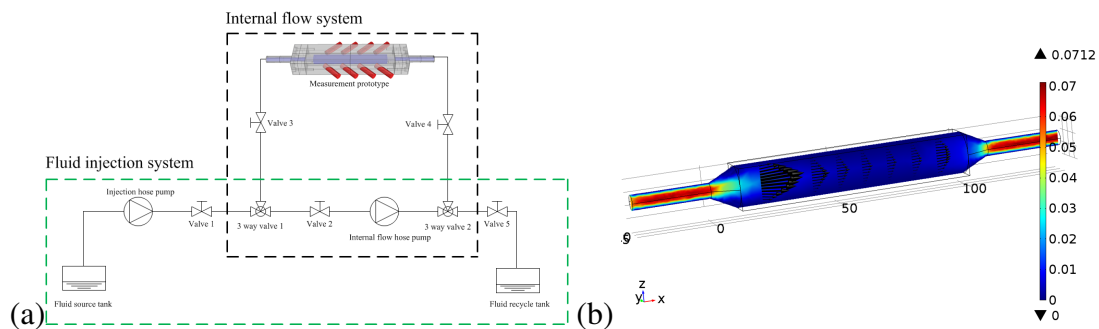 Internal flow system
Measurement prototype
Valve 3
Valve 4
Fluid injection system
Injection hose pump
Valve 1
3 way valve 1
Valve 2
Internal flow hose pump
3 way valve 2
Valve 5
Fluid source tank
Fluid recycle tank
(a)
▲ 0.0712
0.07
0.06
0.05
0.04
0.03
0.02
0.01
0
▼ 0
100
50
0
z
y
x
(b)